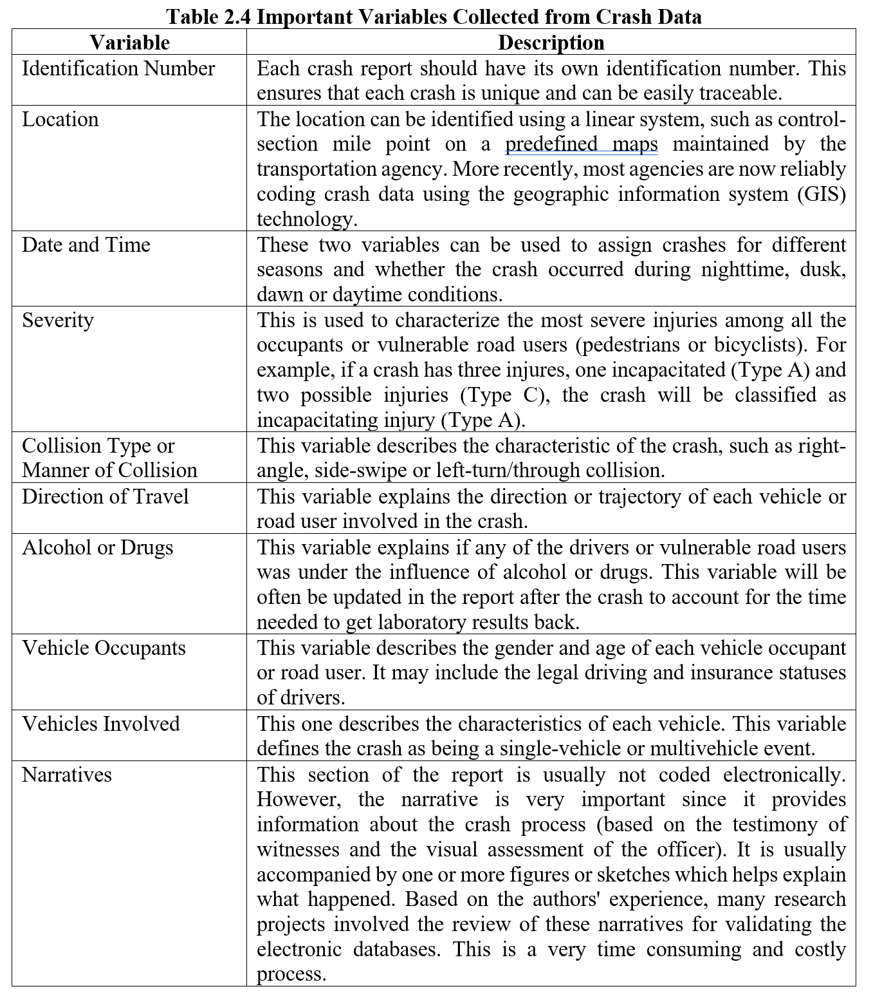 Table 2.4 Important Variables Collected from Crash Data
Variable
Description
Identification Number
Each crash report should have its own identification number. This
ensures that each crash is unique and can be easily traceable.
Location
The location can be identified using a linear system, such as control-
section mile point on a predefined maps maintained by the
transportation agency. More recently, most agencies are now reliably
coding crash data using the geographic information system (GIS)
technology.
Date and Time
These two variables can be used to assign crashes for different
seasons and whether the crash occurred during nighttime, dusk,
dawn or daytime conditions.
Severity
This is used to characterize the most severe injuries among all the
occupants or vulnerable road users (pedestrians or bicyclists). For
example, if a crash has three injures, one incapacitated (Type A) and
two possible injuries (Type C), the crash will be classified as
incapacitating injury (Type A).
Collision Type or
Manner of Collision
This variable describes the characteristic of the crash, such as right-
angle, side-swipe or left-turn/through collision.
Direction of Travel
This variable explains the direction or trajectory of each vehicle or
road user involved in the crash.
Alcohol or Drugs
This variable explains if any of the drivers or vulnerable road users
was under the influence of alcohol or drugs. This variable will be
often be updated in the report after the crash to account for the time
needed to get laboratory results back.
Vehicle Occupants
This variable describes the gender and age of each vehicle occupant
or road user. It may include the legal driving and insurance statuses
of drivers.
Vehicles Involved
This one describes the characteristics of each vehicle. This variable
defines the crash as being a single-vehicle or multivehicle event.
Narratives
This section of the report is usually not coded electronically.
However, the narrative is very important since it provides
information about the crash process (based on the testimony of
witnesses and the visual assessment of the officer). It is usually
accompanied by one or more figures or sketches which helps explain
what happened. Based on the authors' experience, many research
projects involved the review of these narratives for validating the
electronic databases. This is a very time consuming and costly
process.